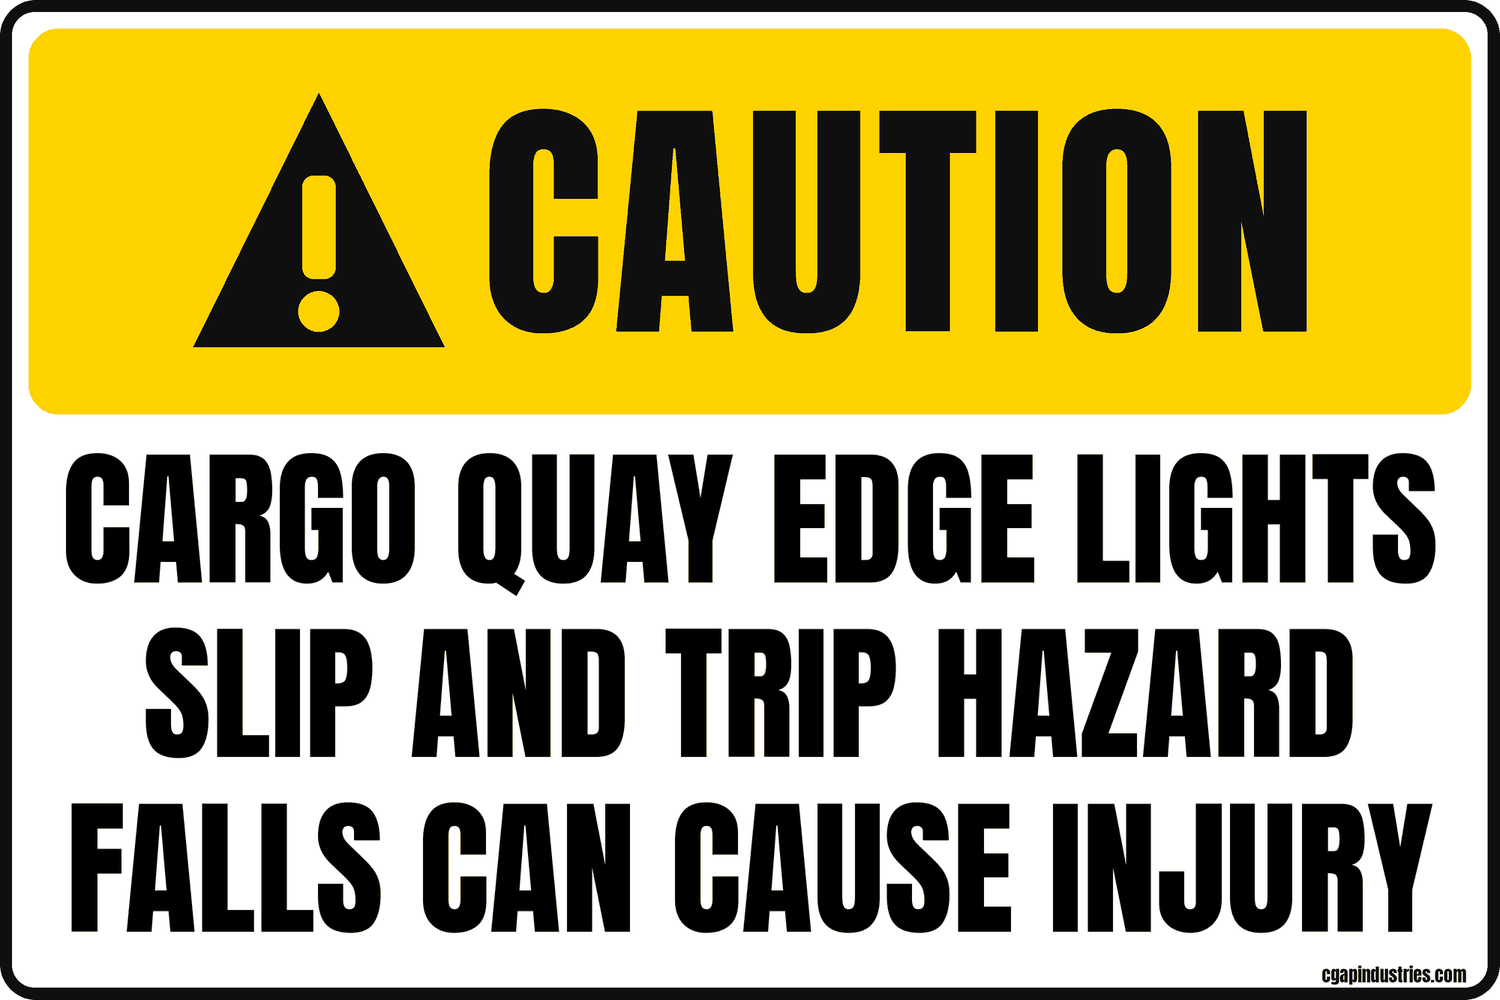 CAUTION
CARGO QUAY EDGE LIGHTS
SLIP AND TRIP HAZARD
FALLS CAN CAUSE INJURY
cgapindustries.com